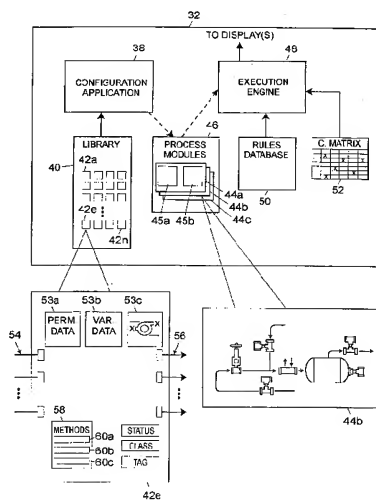 32
TO DISPLAY(S)
38
48
CONFIGURATION
APPLICATION
EXECUTION
ENGINE
LIBRARY
40
42a
42e
42n
46
PROCESS
MODULES
45a
45b
44a
44b
44c
RULES
DATABASE
50
C. MATRIX
X
X
X
X
X
52
53a
53b
53c
54
PERM
DATA
VAR
DATA
X
X
56
58
METHODS
60a
60b
60c
STATUS
CLASS
TAG
42e
44b